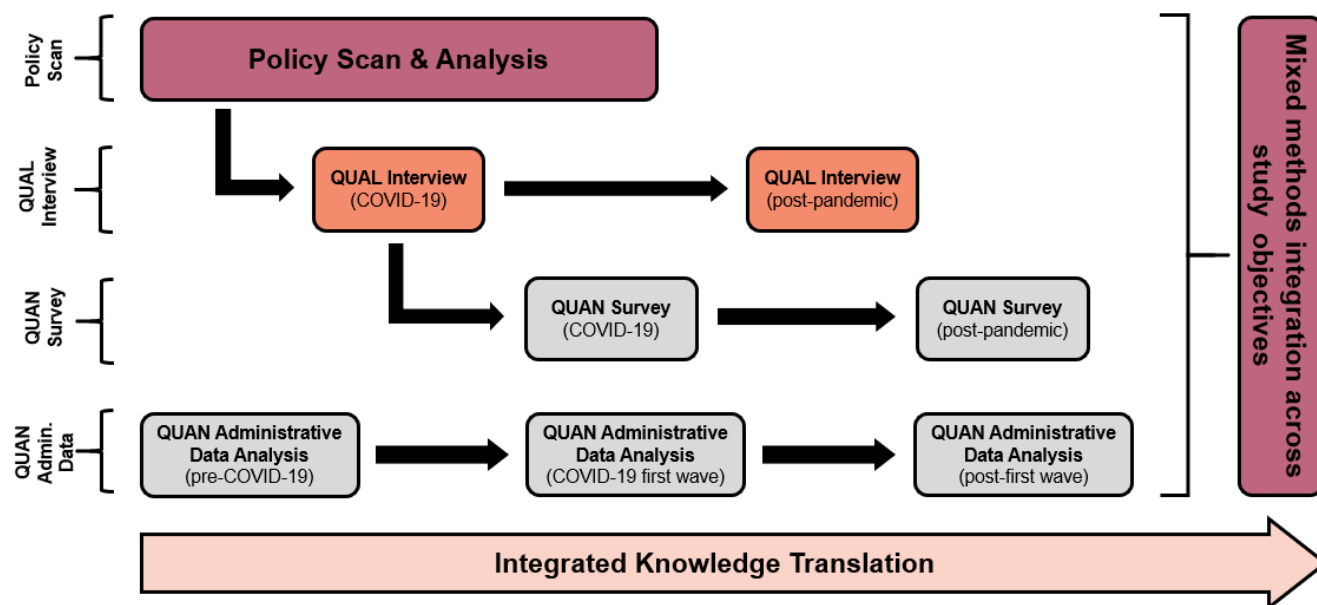 Policy
Scan
Policy Scan & Analysis
QUAL
Interview
QUAL Interview
(COVID-19)
QUAL Interview
(post-pandemic)
QUAN
Survey
QUAN Survey
(COVID-19)
QUAN Survey
(post-pandemic)
QUAN
Admin.
Data
QUAN Administrative
Data Analysis
(pre-COVID-19)
QUAN Administrative
Data Analysis
(COVID-19 first wave)
QUAN Administrative
Data Analysis
(post-first wave)
Mixed methods integration across
study objectives
Integrated Knowledge Translation